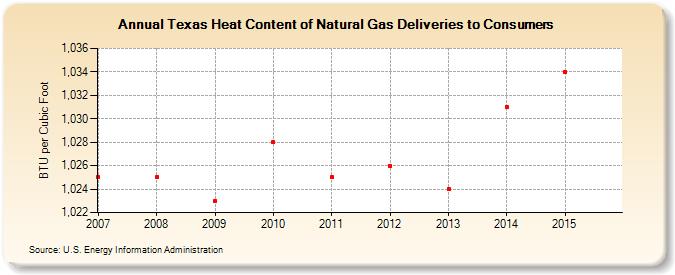 Annual Texas Heat Content of Natural Gas Deliveries to Consumers
BTU per Cubic Foot
1,036
1,034
1,032
1,030
1,028
1,026
1,024
1,022
2007 2008 2009 2010 2011 2012 2013 2014 2015
Source: U.S. Energy Information Administration